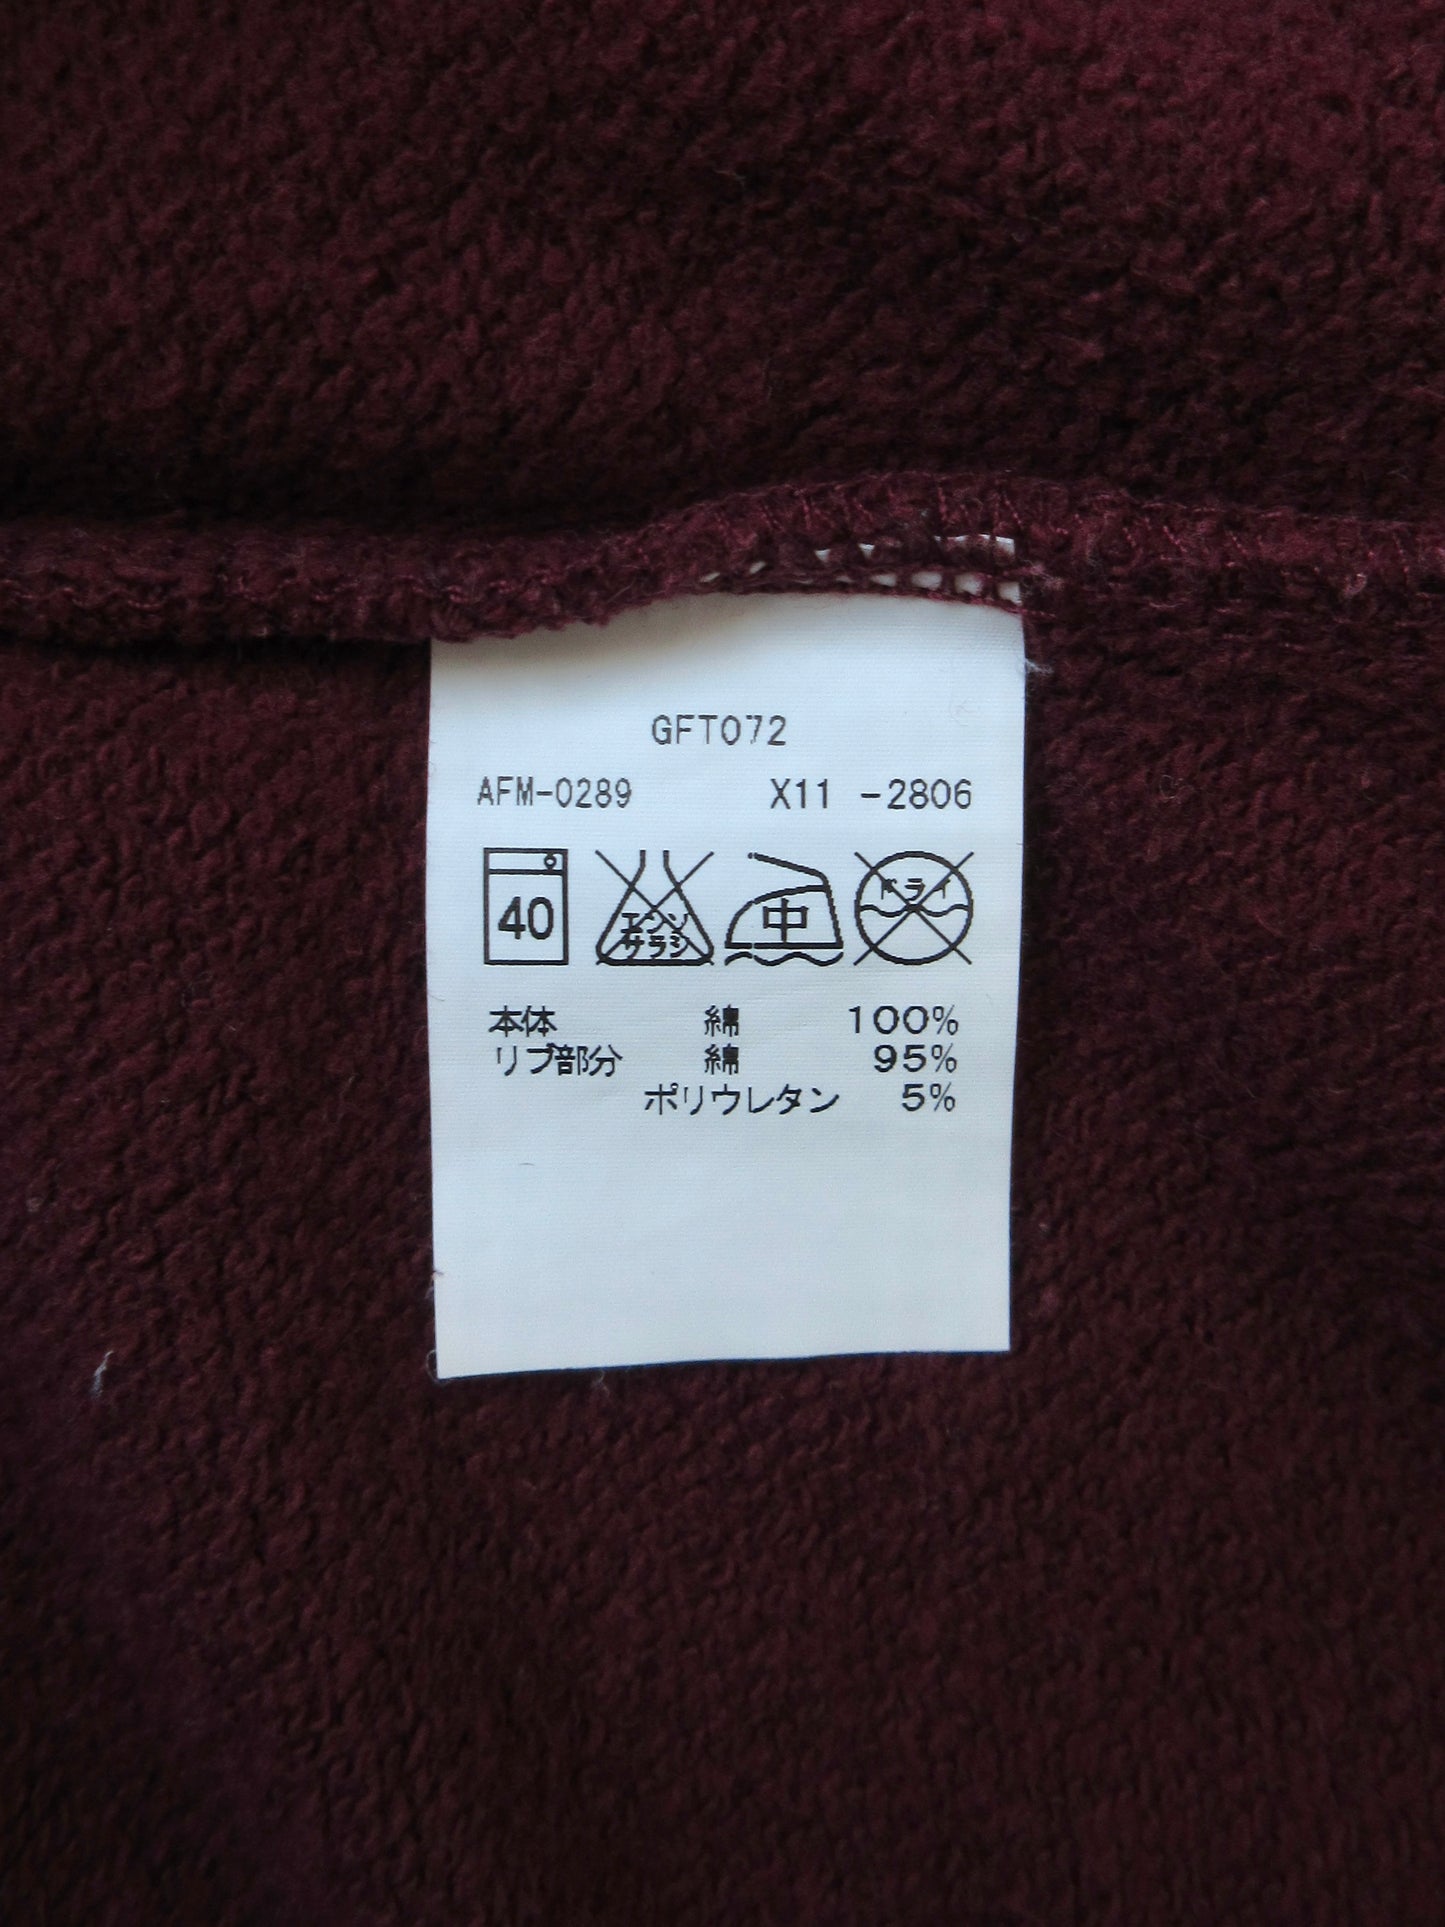 GFT072
AFM-0289 X11 -2806
40 エンソ サラシ 中 ドライ
本体 綿 100%
リブ部分 綿 95%
ポリウレタン 5%